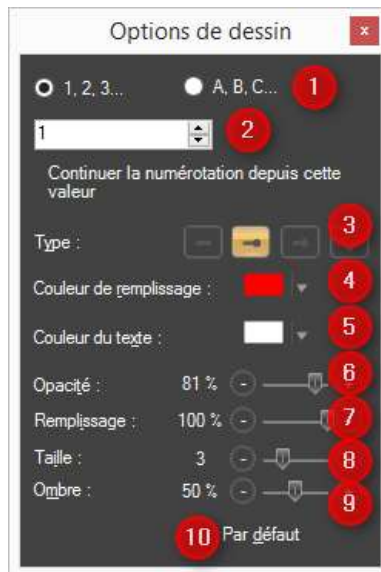 Options de dessin x
1, 2, 3... A, B, C... 1
1 2
Continuer la numérotation depuis cette
valeur
Type : 3
Couleur de remplissage : 4
Couleur du texte : 5
Opacité : 81 % - 6
Remplissage : 100 % - 7
Taille : 3 - 8
Ombre : 50 % - 9
10 Par défaut